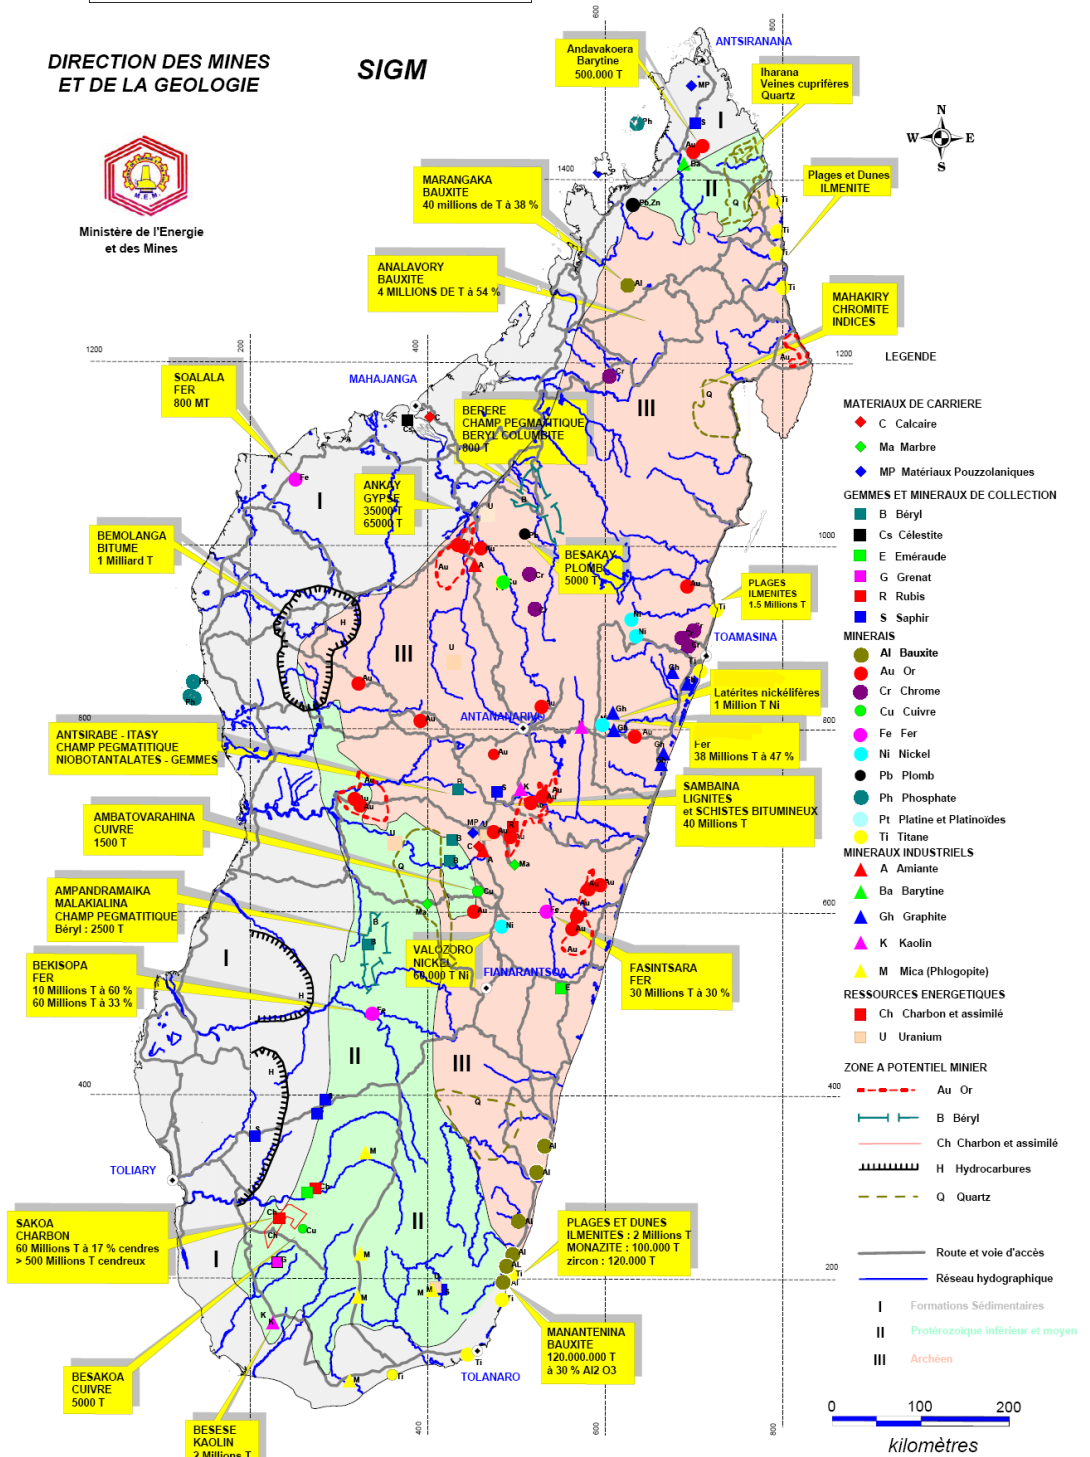 DIRECTION DES MINES
ET DE LA GEOLOGIE
SIGM
M.E.M
Ministère de l'Energie
et des Mines
ANTSIRANANA
Andavakoera
Barytine
500.000 T
Iharana
Veines cuprifères
Quartz
N
W
E
S
MARANGAKA
BAUXITE
40 millions de T à 38 %
Plages et Dunes
ILMENITE
ANALAVORY
BAUXITE
4 MILLIONS DE T à 54 %
MAHAKIRY
CHROMITE
INDICES
SOALALA
FER
800 MT
MAHAJANGA
BERERE
CHAMP PEGMATITIQUE
BERYL COLUMBITE
800 T
ANKAY
GYPSE
35000 T
65000 T
BEMOLANGA
BITUME
1 Milliard T
BESAKAY
PLOMB
5000 T
PLAGES
ILMENITES
1.5 Millions T
TOAMASINA
Latérites nickélifères
1 Million T Ni
ANTANANARIVO
Fer
38 Millions T à 47 %
ANTSIRABE - ITASY
CHAMP PEGMATITIQUE
NIOBOTANTALATES - GEMMES
SAMBAINA
LIGNITES
et SCHISTES BITUMINEUX
40 Millions T
AMBATOVARAHINA
CUIVRE
1500 T
AMPANDRAMAIKA
MALAKIALINA
CHAMP PEGMATITIQUE
Béryl : 2500 T
BEKISOPA
FER
10 Millions T à 60 %
60 Millions T à 33 %
VALOZORO
NICKEL
60.000 T Ni
FIANARANTSOA
FASINTSARA
FER
30 Millions T à 30 %
TOLIARY
SAKOA
CHARBON
60 Millions T à 17 % cendres
> 500 Millions T cendreux
PLAGES ET DUNES
ILMENITES : 2 Millions T
MONAZITE : 100.000 T
zircon : 120.000 T
MANANTENINA
BAUXITE
120.000.000 T
à 30 % Al2 O3
TOLANARO
BESAKOA
CUIVRE
5000 T
BESESE
KAOLIN
2 Millions T
I
II
III
LEGENDE
MATERIAUX DE CARRIERE
C Calcaire
Ma Marbre
MP Matériaux Pouzzolaniques
GEMMES ET MINERAUX DE COLLECTION
B Béryl
Cs Célestite
E Eméraude
G Grenat
R Rubis
S Saphir
MINERAIS
Al Bauxite
Au Or
Cr Chrome
Cu Cuivre
Fe Fer
Ni Nickel
Pb Plomb
Ph Phosphate
Pt Platine et Platinoïdes
Ti Titane
MINERAUX INDUSTRIELS
A Amiante
Ba Barytine
Gh Graphite
K Kaolin
M Mica (Phlogopite)
RESSOURCES ENERGETIQUES
Ch Charbon et assimilé
U Uranium
ZONE A POTENTIEL MINIER
Au Or
B Béryl
Ch Charbon et assimilé
H Hydrocarbures
Q Quartz
Route et voie d'accès
Réseau hydographique
I Formations Sédimentaires
II Protérozoïque inférieur et moyen
III Archéen
0 100 200
kilomètres